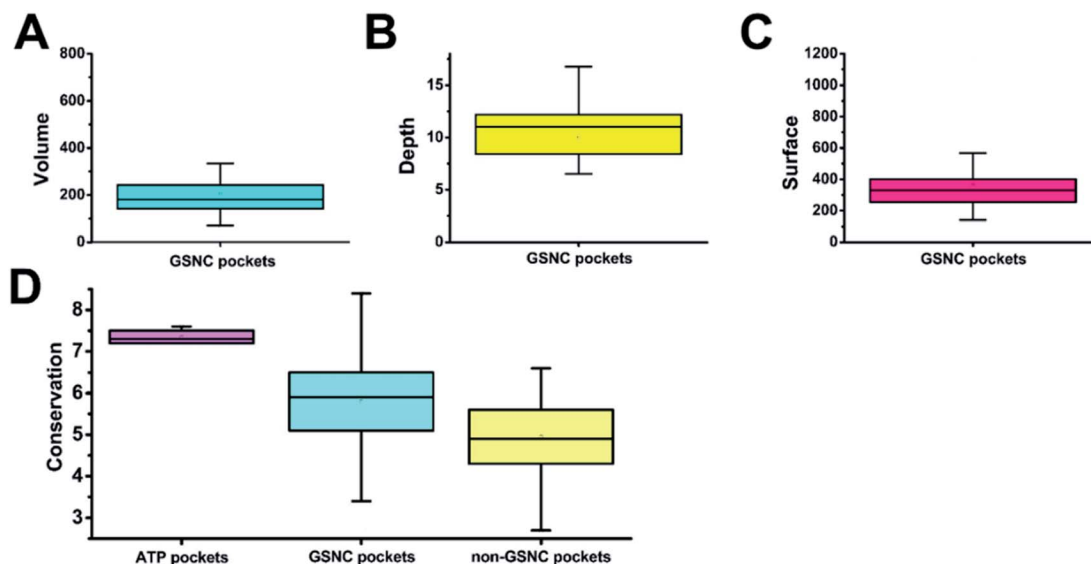 A
Volume
800
600
400
200
0
GSNC pockets
B
Depth
15
10
5
0
GSNC pockets
C
Surface
1200
1000
800
600
400
200
0
GSNC pockets
D
Conservation
8
7
6
5
4
3
ATP pockets GSNC pockets non-GSNC pockets